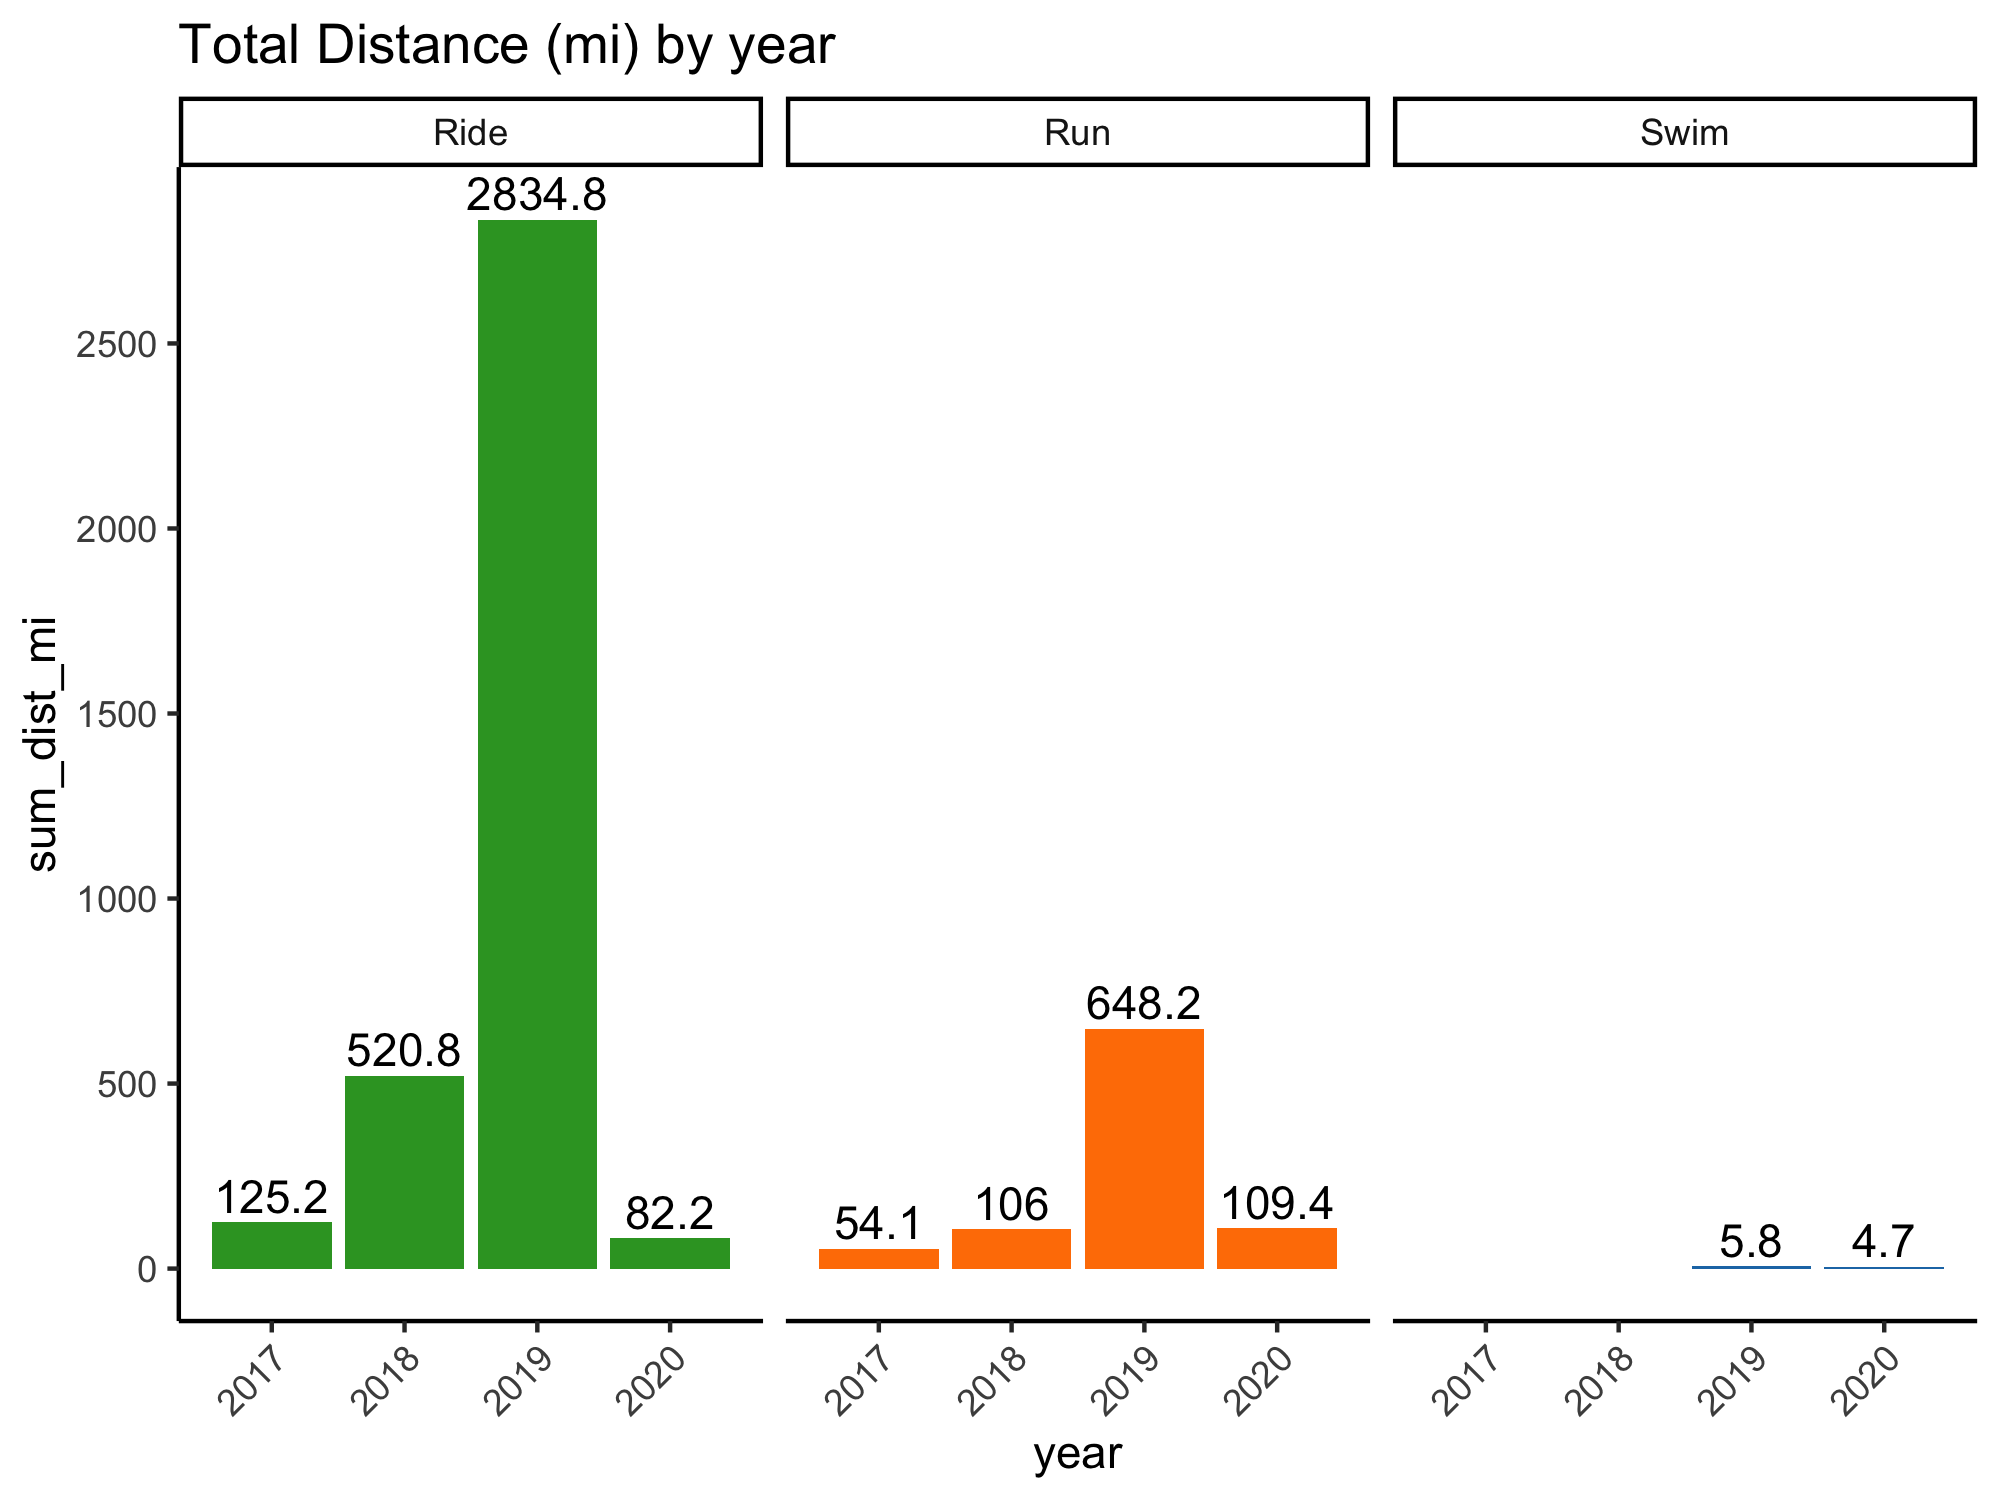 Total Distance (mi) by year
Ride Run Swim
2834.8
2500
2000
sum_dist_mi
1500
1000
648.2
520.8
500
125.2 82.2 54.1 106 109.4 5.8 4.7
0
2017 2018 2019 2020 2017 2018 2019 2020 2017 2018 2019 2020
year